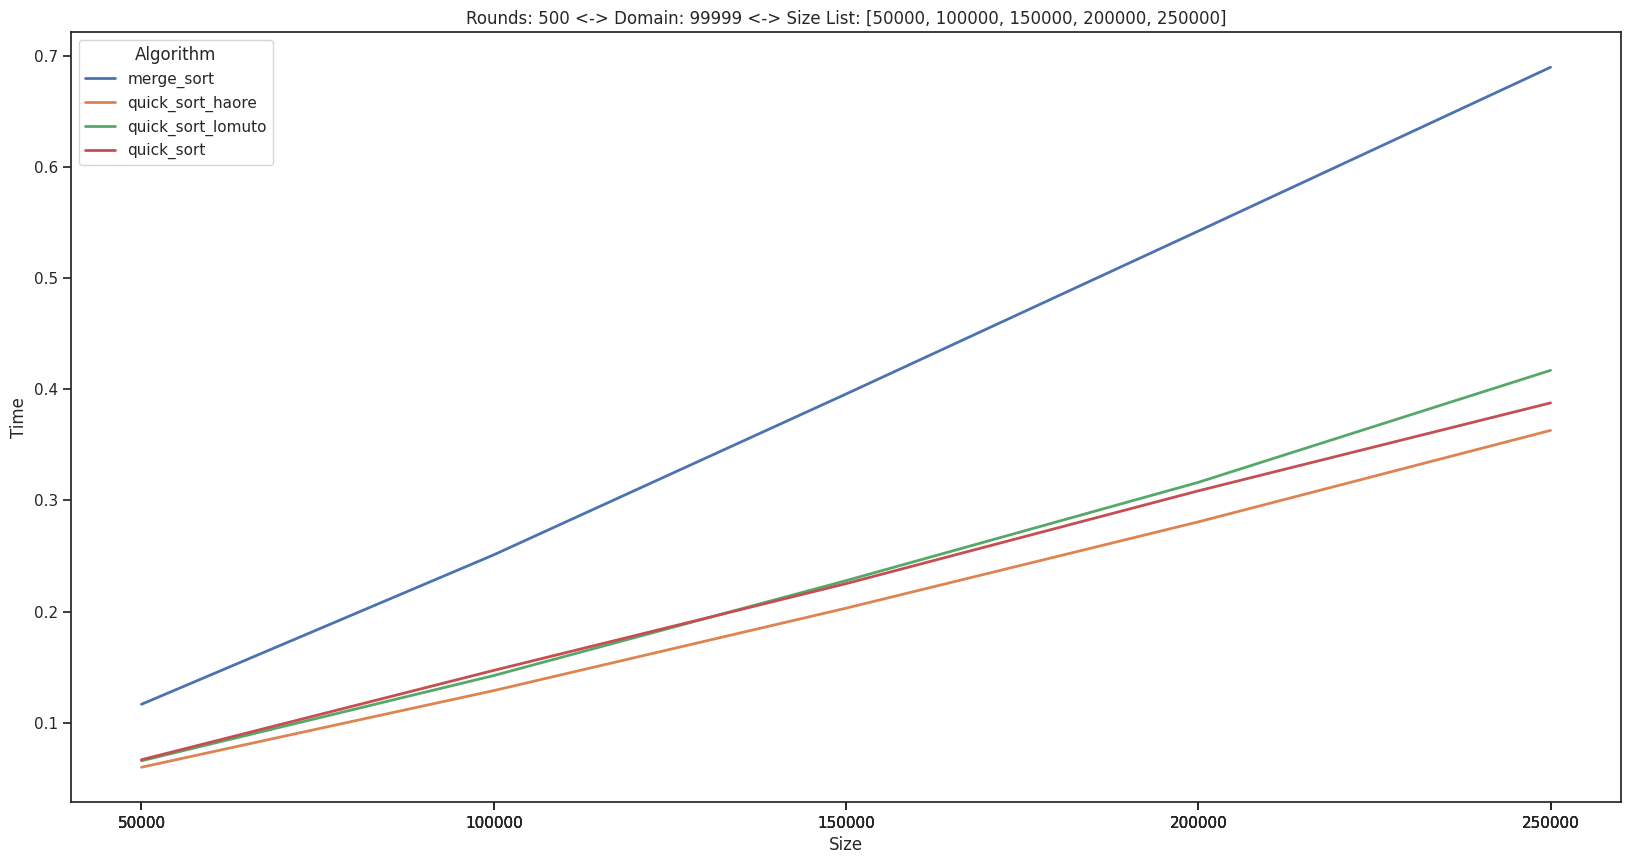 Rounds: 500 <-> Domain: 99999 <-> Size List: [50000, 100000, 150000, 200000, 250000]
Algorithm
merge_sort
quick_sort_haore
quick_sort_lomuto
quick_sort
0.7
0.6
0.5
0.4
0.3
0.2
0.1
Time
50000 100000 150000 200000 250000
Size